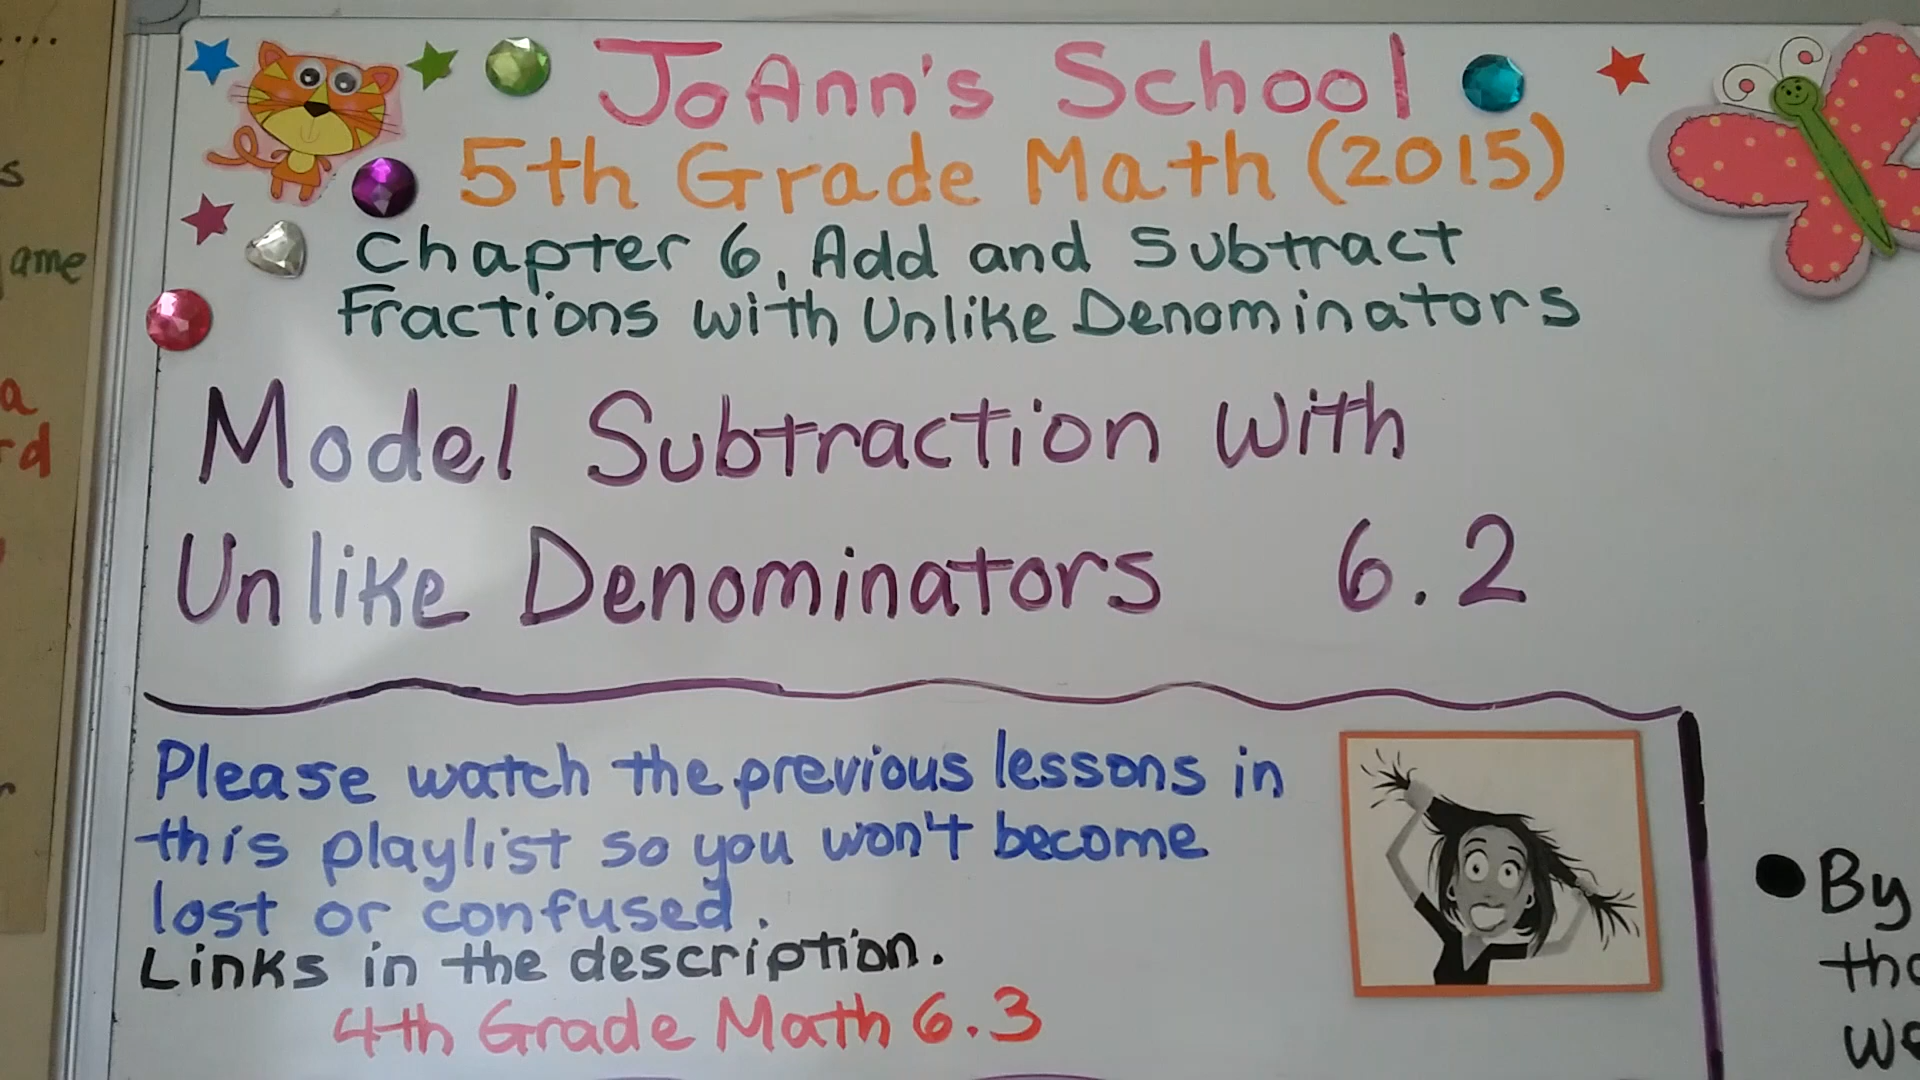 JoAnn's School
5th Grade Math (2015)
Chapter 6, Add and Subtract
Fractions with Unlike Denominators
Model Subtraction with
Unlike Denominators 6.2
Please watch the previous lessons in
this playlist so you won't become
lost or confused.
Links in the description.
4th Grade Math 6.3
• By
ame